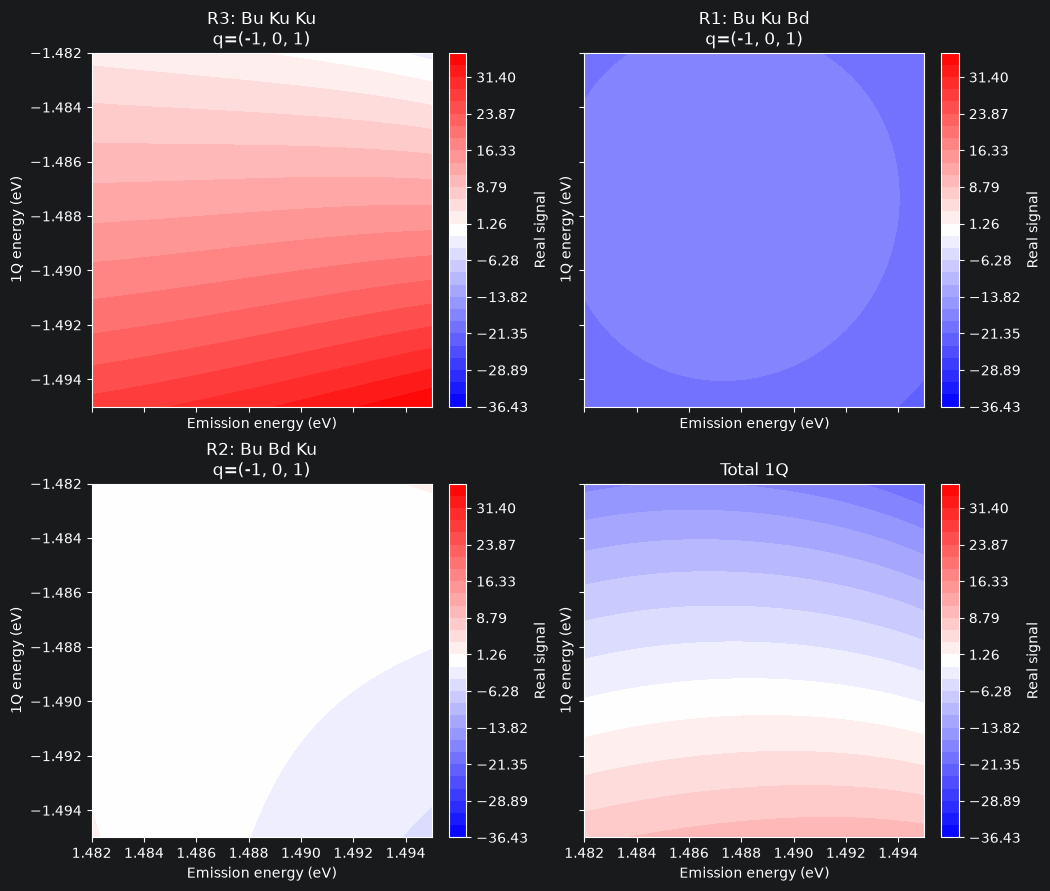 R3: Bu Ku Ku
q=(-1, 0, 1)
−1.482
−1.484
−1.486
−1.488
−1.490
−1.492
−1.494
1Q energy (eV)
Emission energy (eV)
31.40
23.87
16.33
8.79
1.26
−6.28
−13.82
−21.35
−28.89
−36.43
Real signal
R1: Bu Ku Bd
q=(-1, 0, 1)
1Q energy (eV)
Emission energy (eV)
31.40
23.87
16.33
8.79
1.26
−6.28
−13.82
−21.35
−28.89
−36.43
Real signal
R2: Bu Bd Ku
q=(-1, 0, 1)
−1.482
−1.484
−1.486
−1.488
−1.490
−1.492
−1.494
1Q energy (eV)
1.482 1.484 1.486 1.488 1.490 1.492 1.494
Emission energy (eV)
31.40
23.87
16.33
8.79
1.26
−6.28
−13.82
−21.35
−28.89
−36.43
Real signal
Total 1Q
1Q energy (eV)
1.482 1.484 1.486 1.488 1.490 1.492 1.494
Emission energy (eV)
31.40
23.87
16.33
8.79
1.26
−6.28
−13.82
−21.35
−28.89
−36.43
Real signal